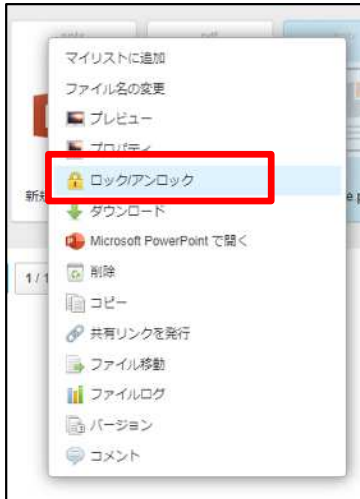 マイリストに追加
ファイル名の変更
プレビュー
プロパティ
ロック/アンロック
ダウンロード
Microsoft PowerPoint で開く
削除
コピー
共有リンクを発行
ファイル移動
ファイルログ
バージョン
コメント
新規
1 / 1